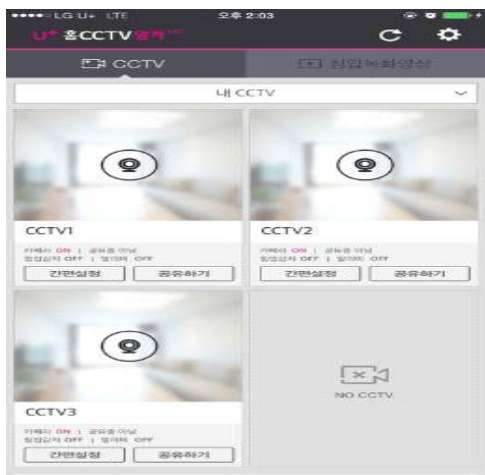 LG U+ LTE 오후 2:03
U+ 홈CCTV 맘카
CCTV 침입녹화영상
내 CCTV
CCTV1 CCTV2
카메라 ON | 공유중 아님 카메라 ON | 공유중 아님
침입감지 OFF | 알리미 OFF 침입감지 OFF | 알리미 OFF
간편설정 공유하기 간편설정 공유하기
NO CCTV
CCTV3
카메라 ON | 공유중 아님
침입감지 OFF | 알리미 OFF
간편설정 공유하기